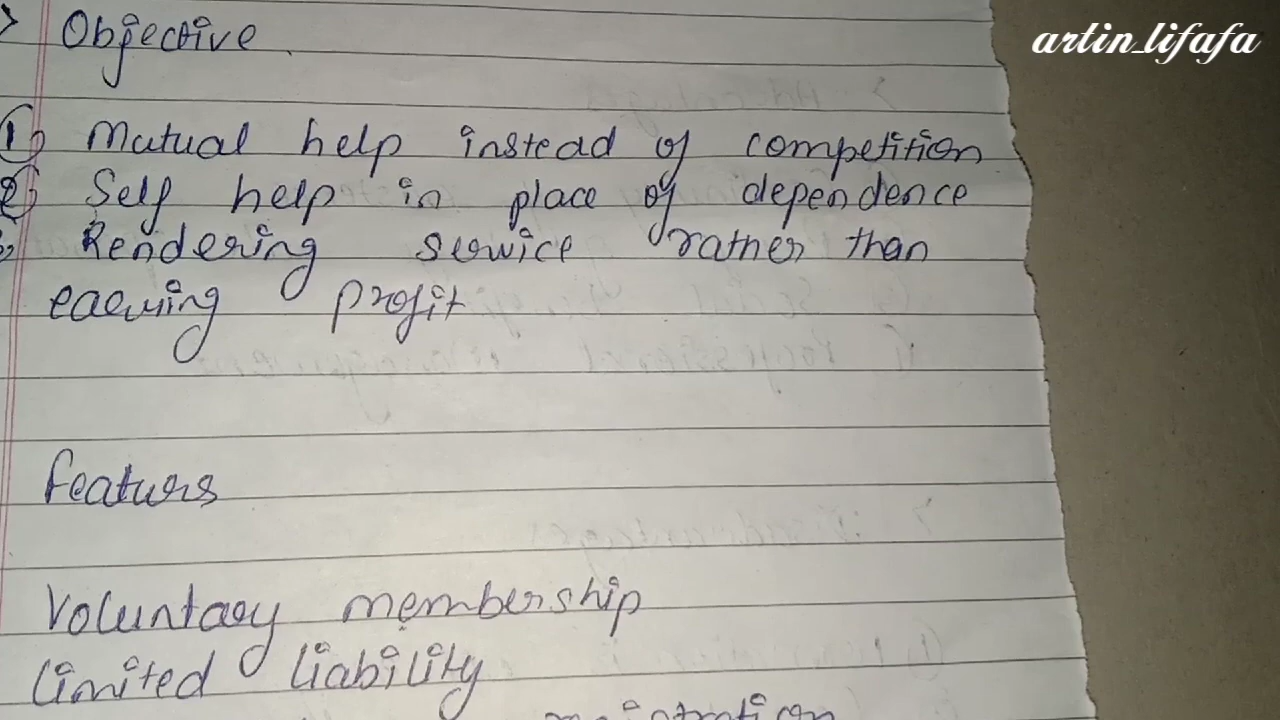 artin_lifafa
> Objective
1) Mutual help instead of competition
2) Self help in place of dependence
Rendering service rather than
earning profit
Featurs
Voluntary membership
limited liability